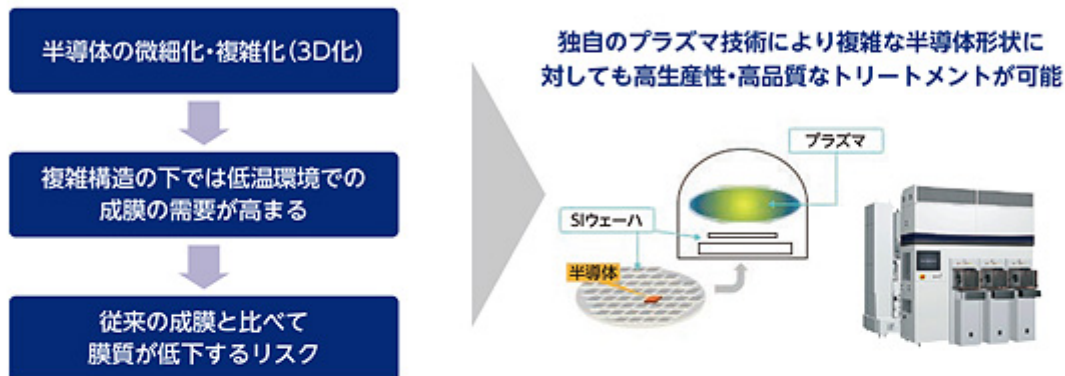 半導体の微細化・複雑化(3D化)
複雑構造の下では低温環境での
成膜の需要が高まる
従来の成膜と比べて
膜質が低下するリスク
独自のプラズマ技術により複雑な半導体形状に
対しても高生産性・高品質なトリートメントが可能
プラズマ
SIウェーハ
半導体